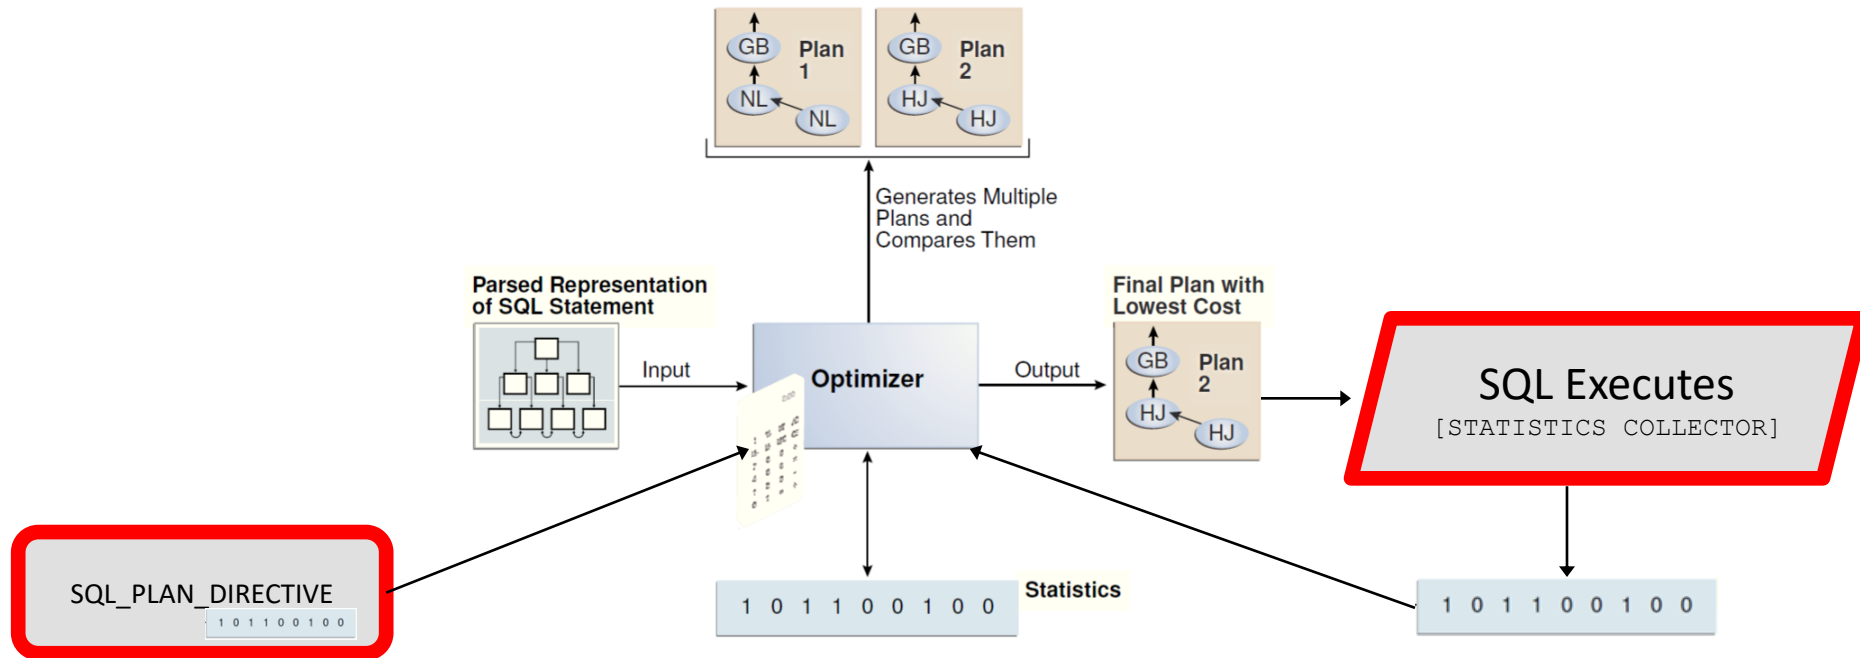 GB
Plan
1
NL
NL
GB
Plan
2
HJ
HJ
Generates Multiple
Plans and
Compares Them
Parsed Representation
of SQL Statement
Input
Optimizer
Output
Final Plan with
Lowest Cost
GB
Plan
2
HJ
HJ
SQL Executes
[STATISTICS COLLECTOR]
SQL_PLAN_DIRECTIVE
1 0 1 1 0 0 1 0 0
1 0 1 1 0 0 1 0 0
Statistics
1 0 1 1 0 0 1 0 0